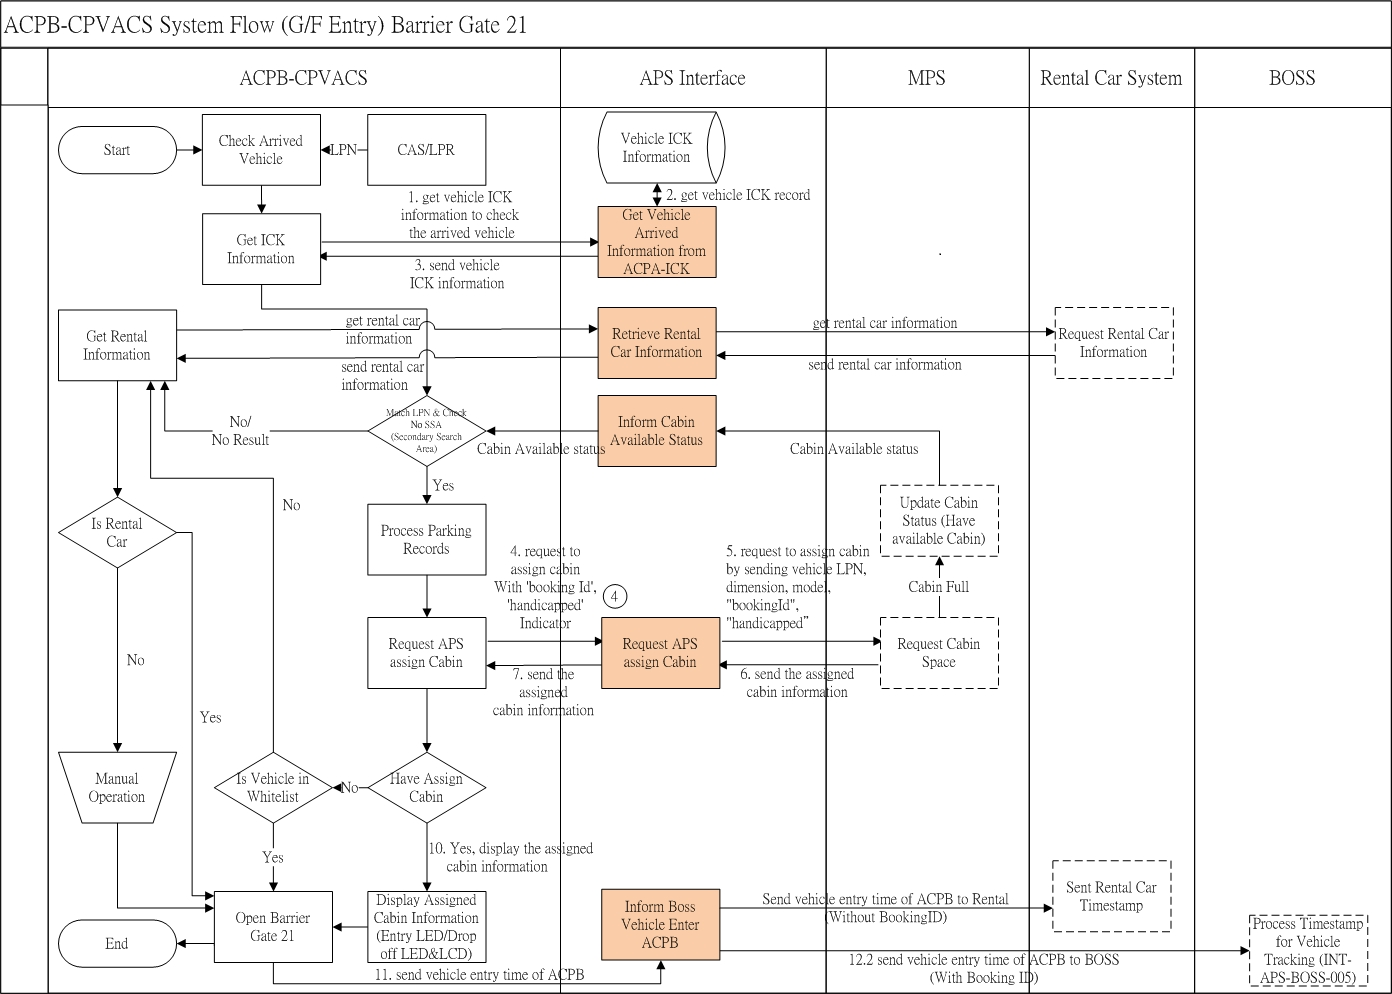 ACPB-CPVACS System Flow (G/F Entry) Barrier Gate 21
ACPB-CPVACS
APS Interface
MPS
Rental Car System
BOSS
Start
Check Arrived
Vehicle
LPN
CAS/LPR
Vehicle ICK
Information
1. get vehicle ICK
information to check
the arrived vehicle
2. get vehicle ICK record
Get ICK
Information
Get Vehicle
Arrived
Information from
ACPA-ICK
3. send vehicle
ICK information
.
Get Rental
Information
get rental car
information
send rental car
information
Retrieve Rental
Car Information
get rental car information
send rental car information
Request Rental Car
Information
Match LPN & Check
No SSA
(Secondary Search
Area)
No/
No Result
Cabin Available status
Inform Cabin
Available Status
Cabin Available status
Yes
No
Update Cabin
Status (Have
available Cabin)
Is Rental
Car
Process Parking
Records
4. request to
assign cabin
With 'booking Id',
'handicapped'
Indicator
4
5. request to assign cabin
by sending vehicle LPN,
dimension, model,
"bookingId",
"handicapped”
Cabin Full
Request APS
assign Cabin
Request APS
assign Cabin
Request Cabin
Space
No
7. send the
assigned
cabin information
6. send the assigned
cabin information
Yes
Manual
Operation
Is Vehicle in
Whitelist
No
Have Assign
Cabin
Yes
10. Yes, display the assigned
cabin information
Open Barrier
Gate 21
Display Assigned
Cabin Information
(Entry LED/Drop
off LED&LCD)
Inform Boss
Vehicle Enter
ACPB
Send vehicle entry time of ACPB to Rental
(Without BookingID)
Sent Rental Car
Timestamp
End
11. send vehicle entry time of ACPB
12.2 send vehicle entry time of ACPB to BOSS
(With Booking ID)
Process Timestamp
for Vehicle
Tracking (INT-
APS-BOSS-005)